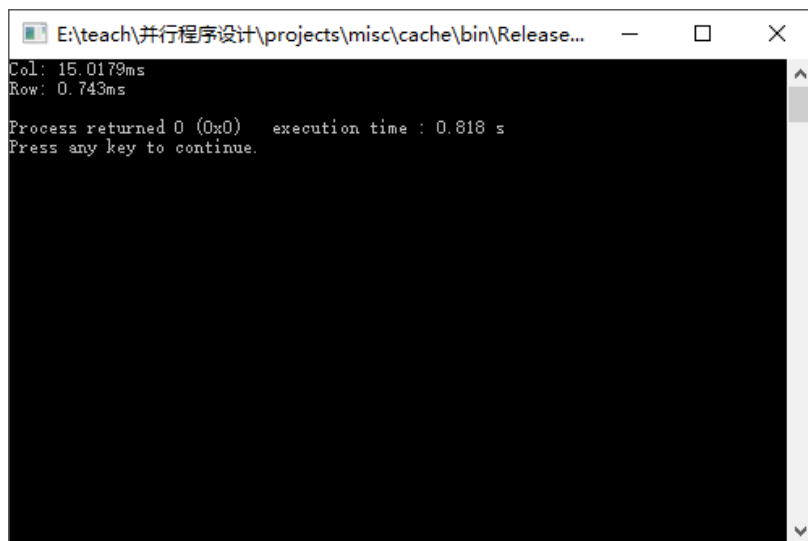 E:\teach\并行程序设计\projects\misc\cache\bin\Release...
Col: 15.0179ms
Row: 0.743ms
Process returned 0 (0x0)   execution time : 0.818 s
Press any key to continue.